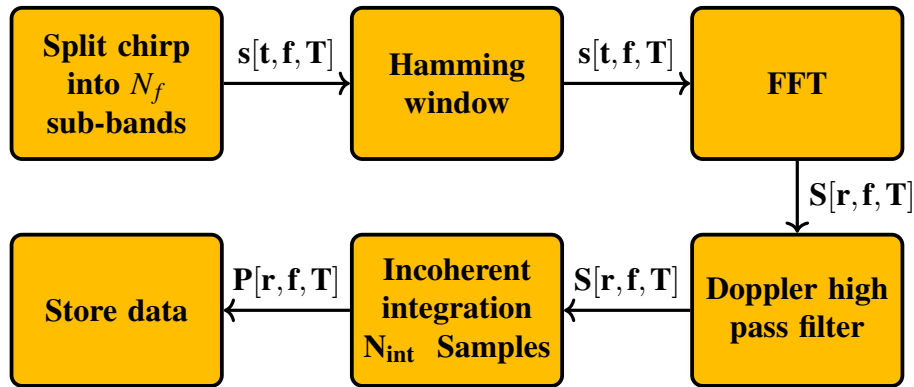 Split chirp
into N_f
sub-bands
s[t, f, T]
Hamming
window
s[t, f, T]
FFT
S[r, f, T]
Doppler high
pass filter
S[r, f, T]
Incoherent
integration
N_int Samples
P[r, f, T]
Store data